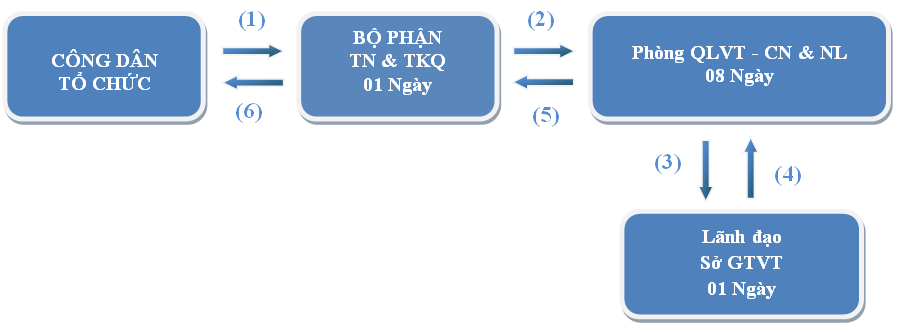 (1)
(2)
CÔNG DÂN
TỔ CHỨC
BỘ PHẬN
TN & TKQ
01 Ngày
Phòng QLVT - CN & NL
08 Ngày
(6)
(5)
(3)
(4)
Lãnh đạo
Sở GTVT
01 Ngày